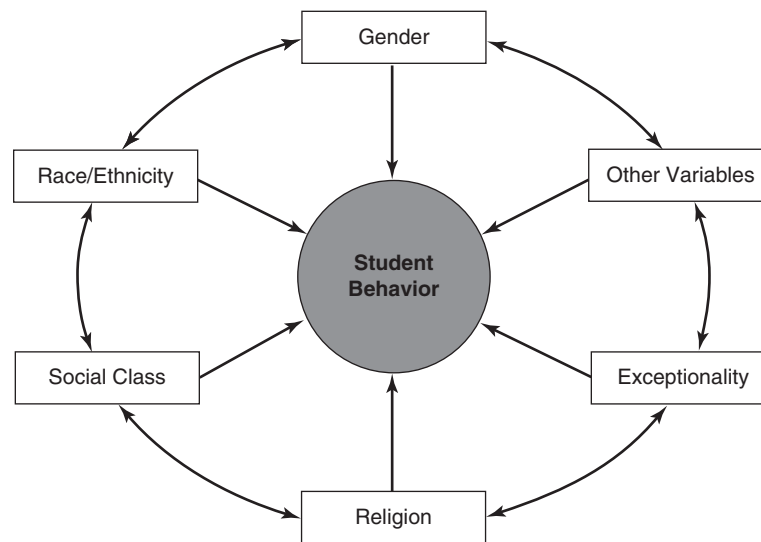 Gender
Race/Ethnicity
Other Variables
Student
Behavior
Social Class
Exceptionality
Religion